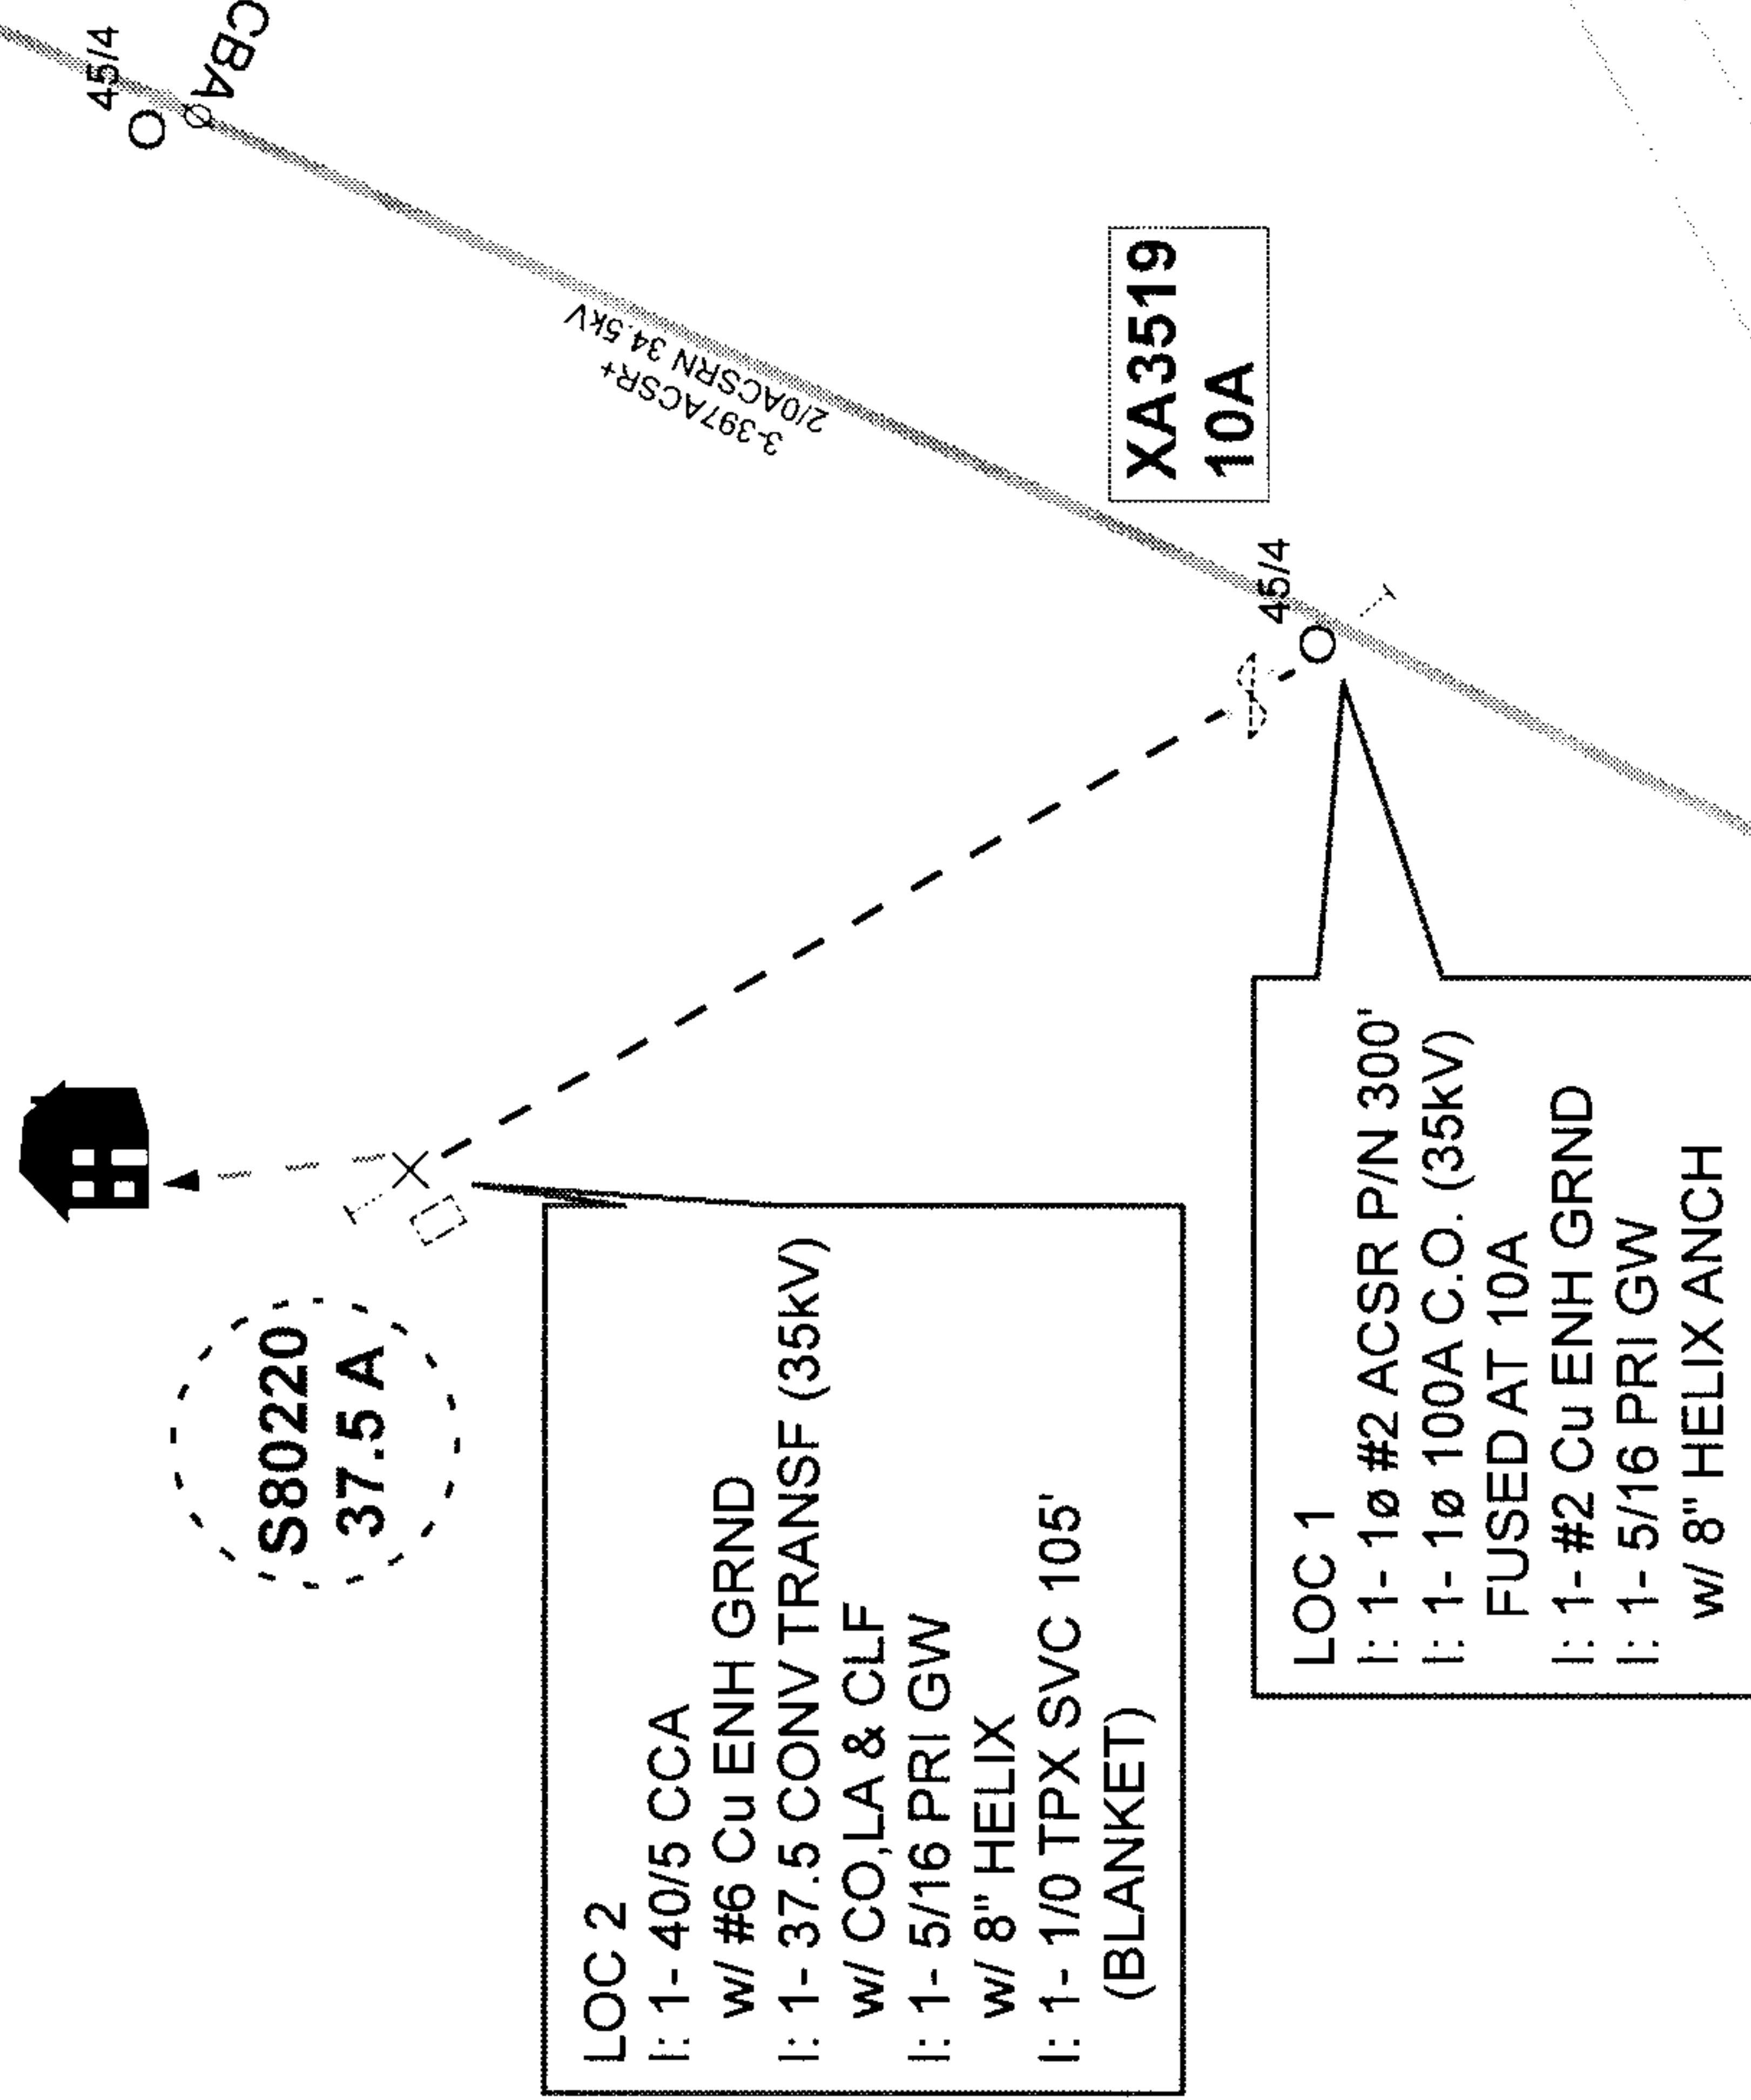 45/4
CBA
3-397ACSR+
2/0ACSRN 34.5kV
XA3519
10A
45/4
S80220
37.5 A
LOC 2
I: 1- 40/5 CCA
w/ #6 Cu ENH GRND
I: 1- 37.5 CONV TRANSF (35kV)
w/ CO,LA & CLF
I: 1- 5/16 PRI GW
w/ 8" HELIX
I: 1- 1/0 TPX SVC 105'
(BLANKET)
LOC 1
I: 1- 1ø #2 ACSR P/N 300'
I: 1- 1ø 100A C.O. (35kV)
FUSED AT 10A
I: 1- #2 Cu ENH GRND
I: 1- 5/16 PRI GW
w/ 8" HELIX ANCH